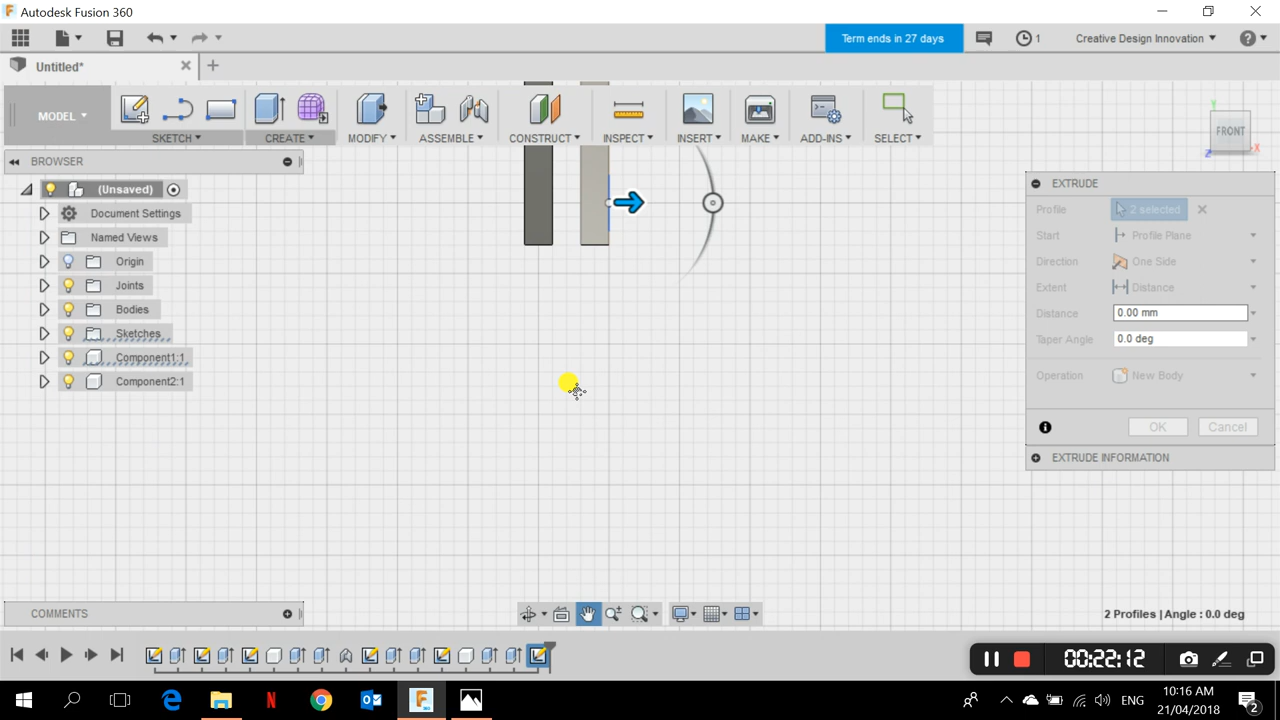 Autodesk Fusion 360
Term ends in 27 days
1
Creative Design Innovation
Untitled*
MODEL
SKETCH
CREATE
MODIFY
ASSEMBLE
CONSTRUCT
INSPECT
INSERT
MAKE
ADD-INS
SELECT
Y
FRONT
Z
X
BROWSER
(Unsaved)
Document Settings
Named Views
Origin
Joints
Bodies
Sketches
Component1:1
Component2:1
EXTRUDE
Profile 2 selected
Start Profile Plane
Direction One Side
Extent Distance
Distance 0.00 mm
Taper Angle 0.0 deg
Operation New Body
OK Cancel
EXTRUDE INFORMATION
COMMENTS
2 Profiles | Angle : 0.0 deg
00:22:12
ENG
10:16 AM
21/04/2018
2